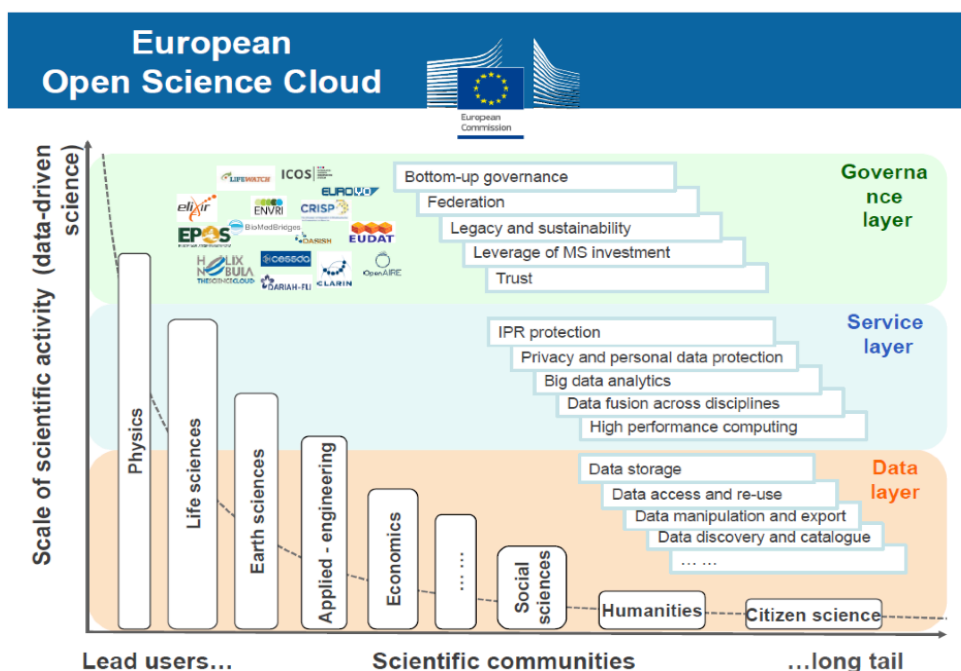 European
Open Science Cloud
European
Commission
Scale of scientific activity (data-driven
science)
LIFEWATCH
ICOS
EURO VO
elixir
ENVRI
CRISP
EPOS
BioMedBridges
DARISH
EUDAT
HELIX
NEBULA
THE SCIENCE CLOUD
cessda
DARIAH-EU
CLARIN
OpenAIRE
Bottom-up governance
Federation
Legacy and sustainability
Leverage of MS investment
Trust
Governa
nce
layer
IPR protection
Privacy and personal data protection
Big data analytics
Data fusion across disciplines
High performance computing
Service
layer
Data storage
Data access and re-use
Data manipulation and export
Data discovery and catalogue
... ...
Data
layer
Physics
Life sciences
Earth sciences
Applied - engineering
Economics
... ...
Social
sciences
Humanities
Citizen science
Lead users...
Scientific communities
...long tail